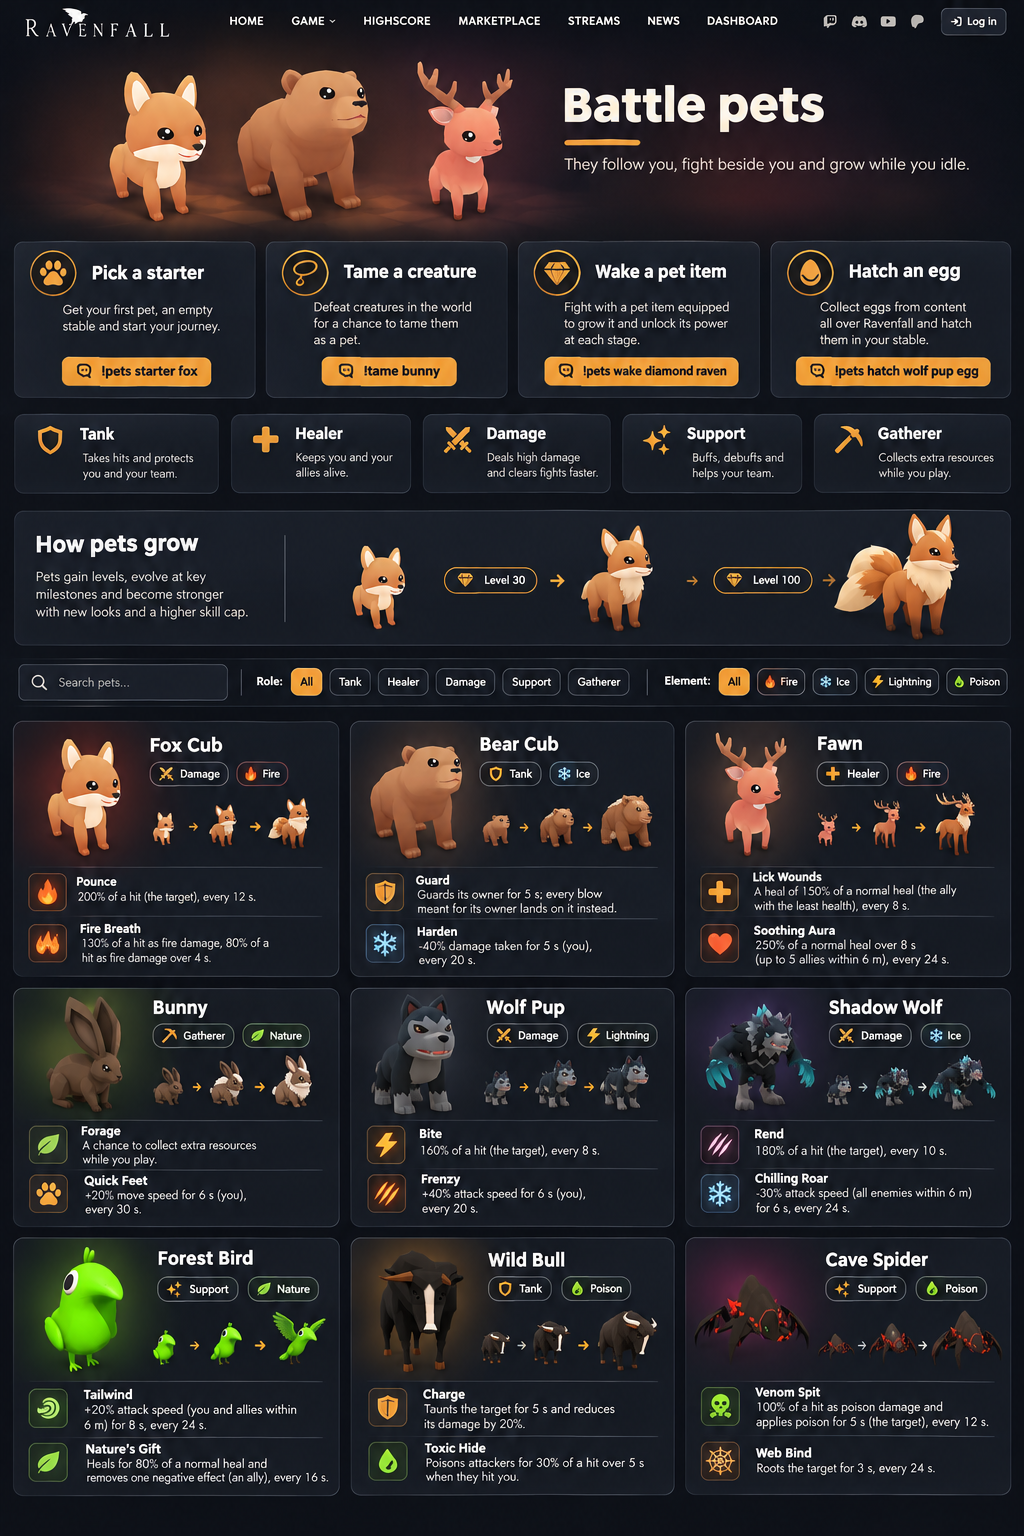 RAVENFALL
HOME GAME HIGHSCORE MARKETPLACE STREAMS NEWS DASHBOARD Log in
Battle pets
They follow you, fight beside you and grow while you idle.
Pick a starter
Get your first pet, an empty
stable and start your journey.
!pets starter fox
Tame a creature
Defeat creatures in the world
for a chance to tame them
as a pet.
!tame bunny
Wake a pet item
Fight with a pet item equipped
to grow it and unlock its power
at each stage.
!pets wake diamond raven
Hatch an egg
Collect eggs from content
all over Ravenfall and hatch
them in your stable.
!pets hatch wolf pup egg
Tank
Takes hits and protects
you and your team.
Healer
Keeps you and your
allies alive.
Damage
Deals high damage
and clears fights faster.
Support
Buffs, debuffs and
helps your team.
Gatherer
Collects extra resources
while you play.
How pets grow
Pets gain levels, evolve at key
milestones and become stronger
with new looks and a higher skill cap.
Level 30
Level 100
Search pets...
Role: All Tank Healer Damage Support Gatherer
Element: All Fire Ice Lightning Poison
Fox Cub
Damage Fire
Pounce
200% of a hit (the target), every 12 s.
Fire Breath
130% of a hit as fire damage, 80% of a
hit as fire damage over 4 s.
Bear Cub
Tank Ice
Guard
Guards its owner for 5 s; every blow
meant for its owner lands on it instead.
Harden
-40% damage taken for 5 s (you),
every 20 s.
Fawn
Healer Fire
Lick Wounds
A heal of 150% of a normal heal (the ally
with the least health), every 8 s.
Soothing Aura
250% of a normal heal over 8 s
(up to 5 allies within 6 m), every 24 s.
Bunny
Gatherer Nature
Forage
A chance to collect extra resources
while you play.
Quick Feet
+20% move speed for 6 s (you),
every 30 s.
Wolf Pup
Damage Lightning
Bite
160% of a hit (the target), every 8 s.
Frenzy
+40% attack speed for 6 s (you),
every 20 s.
Shadow Wolf
Damage Ice
Rend
180% of a hit (the target), every 10 s.
Chilling Roar
-30% attack speed (all enemies within 6 m)
for 6 s, every 24 s.
Forest Bird
Support Nature
Tailwind
+20% attack speed (you and allies within
6 m) for 8 s, every 24 s.
Nature's Gift
Heals for 80% of a normal heal and
removes one negative effect (an ally), every 16 s.
Wild Bull
Tank Poison
Charge
Taunts the target for 5 s and reduces
its damage by 20%.
Toxic Hide
Poisons attackers for 30% of a hit over 5 s
when they hit you.
Cave Spider
Support Poison
Venom Spit
100% of a hit as poison damage and
applies poison for 5 s (the target), every 12 s.
Web Bind
Roots the target for 3 s, every 24 s.